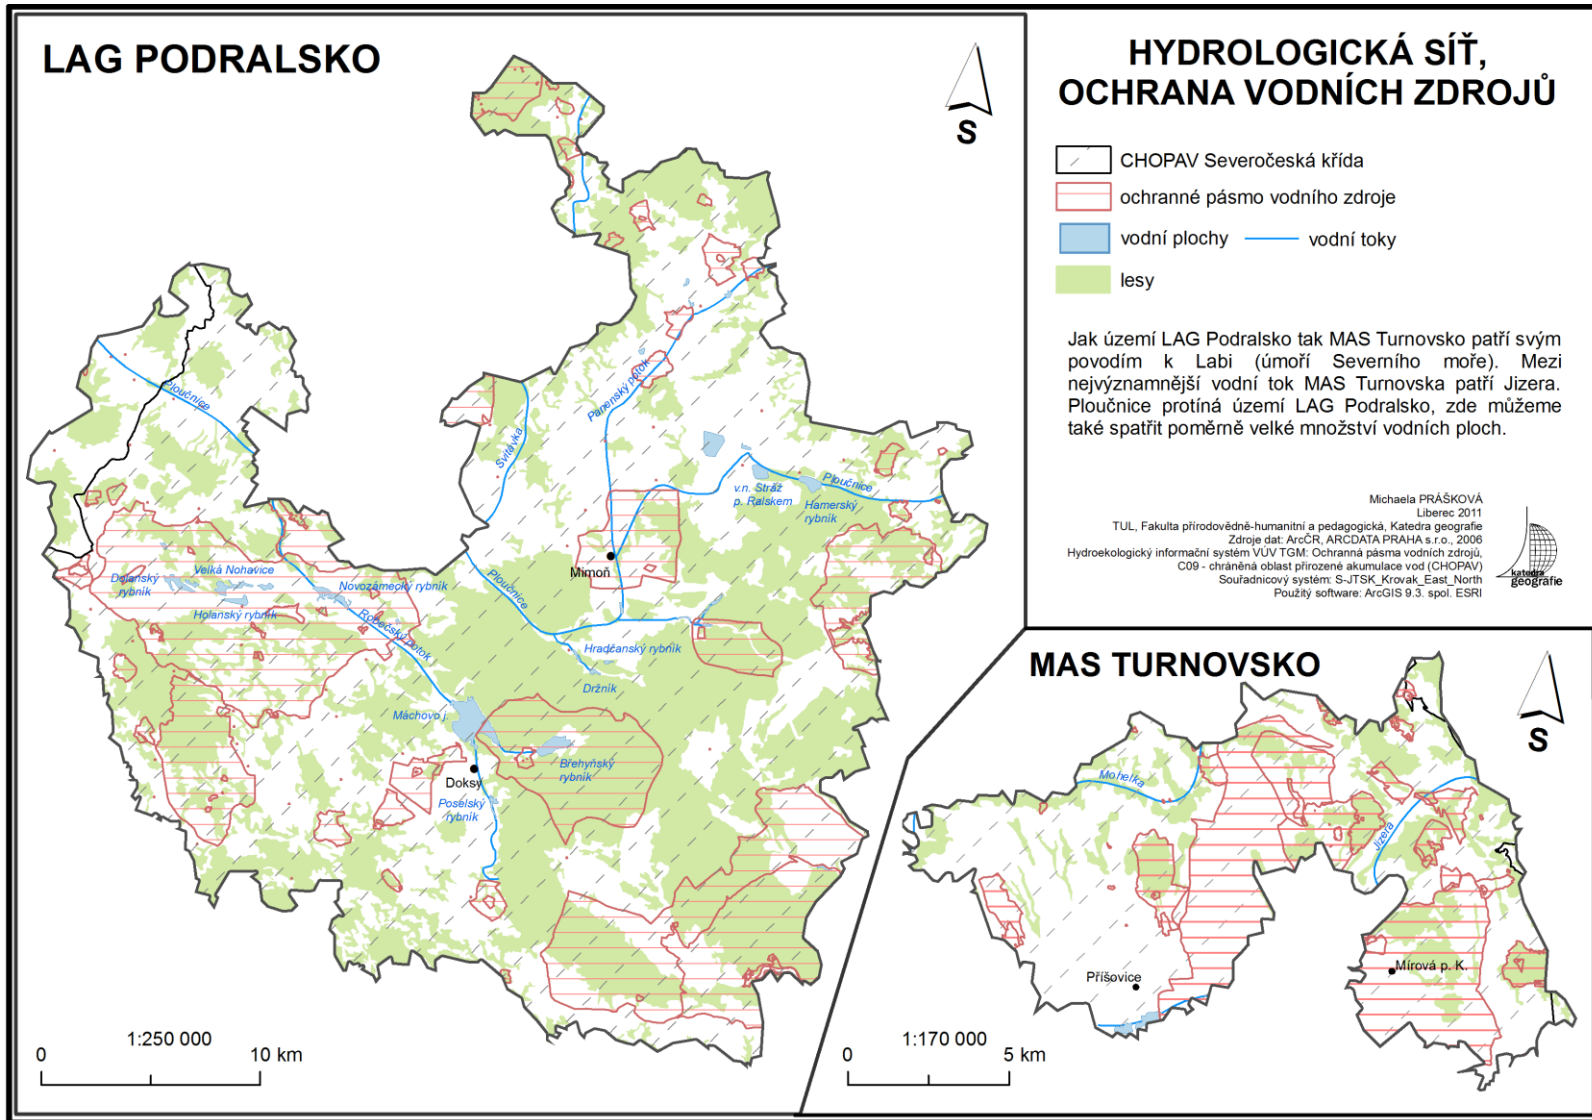 LAG PODRALSKO
S
HYDROLOGICKÁ SÍŤ,
OCHRANA VODNÍCH ZDROJŮ
CHOPAV Severočeská křída
ochranné pásmo vodního zdroje
vodní plochy
vodní toky
lesy
Jak území LAG Podralsko tak MAS Turnovsko patří svým
povodím k Labi (úmoří Severního moře). Mezi
nejvýznamnější vodní tok MAS Turnovska patří Jizera.
Ploučnice protíná území LAG Podralsko, zde můžeme
také spatřit poměrně velké množství vodních ploch.
Michaela PRÁŠKOVÁ
Liberec 2011
TUL, Fakulta přírodovědně-humanitní a pedagogická, Katedra geografie
Zdroje dat: ArcČR, ARCDATA PRAHA s.r.o., 2006
Hydroekologický informační systém VÚV TGM: Ochranná pásma vodních zdrojů,
C09 - chráněná oblast přirozené akumulace vod (CHOPAV)
Souřadnicový systém: S-JTSK_Krovak_East_North
Použitý software: ArcGIS 9.3. spol. ESRI
katedra
geografie
Ploučnice
Svitávka
Panenský potok
v.n. Stráž
p. Ralskem
Ploučnice
Hamerský
rybník
Mimoň
Ploučnice
Dolanský
rybník
Velká Nohavice
Novozámecký rybník
Holanský rybník
Robečský potok
Hradčanský rybník
Držník
Máchovo j.
Břehyňský
rybník
Doksy
Poselský
rybník
1:250 000
0
10 km
MAS TURNOVSKO
S
Mohelka
Jizera
Příšovice
Mírová p. K.
1:170 000
0
5 km